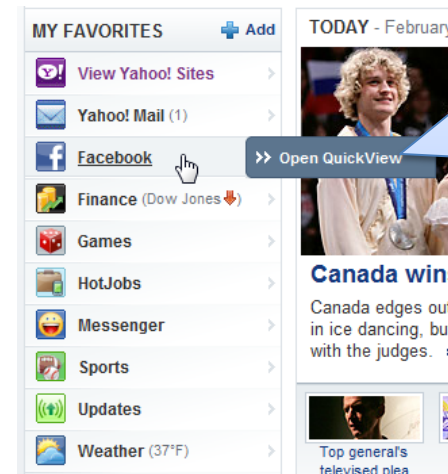 MY FAVORITES
Add
View Yahoo! Sites
Yahoo! Mail (1)
Facebook
Finance (Dow Jones)
Games
HotJobs
Messenger
Sports
Updates
Weather (37°F)
>> Open QuickView
TODAY - February
Canada win
Canada edges ou
in ice dancing, bu
with the judges.
Top general's
televised plea